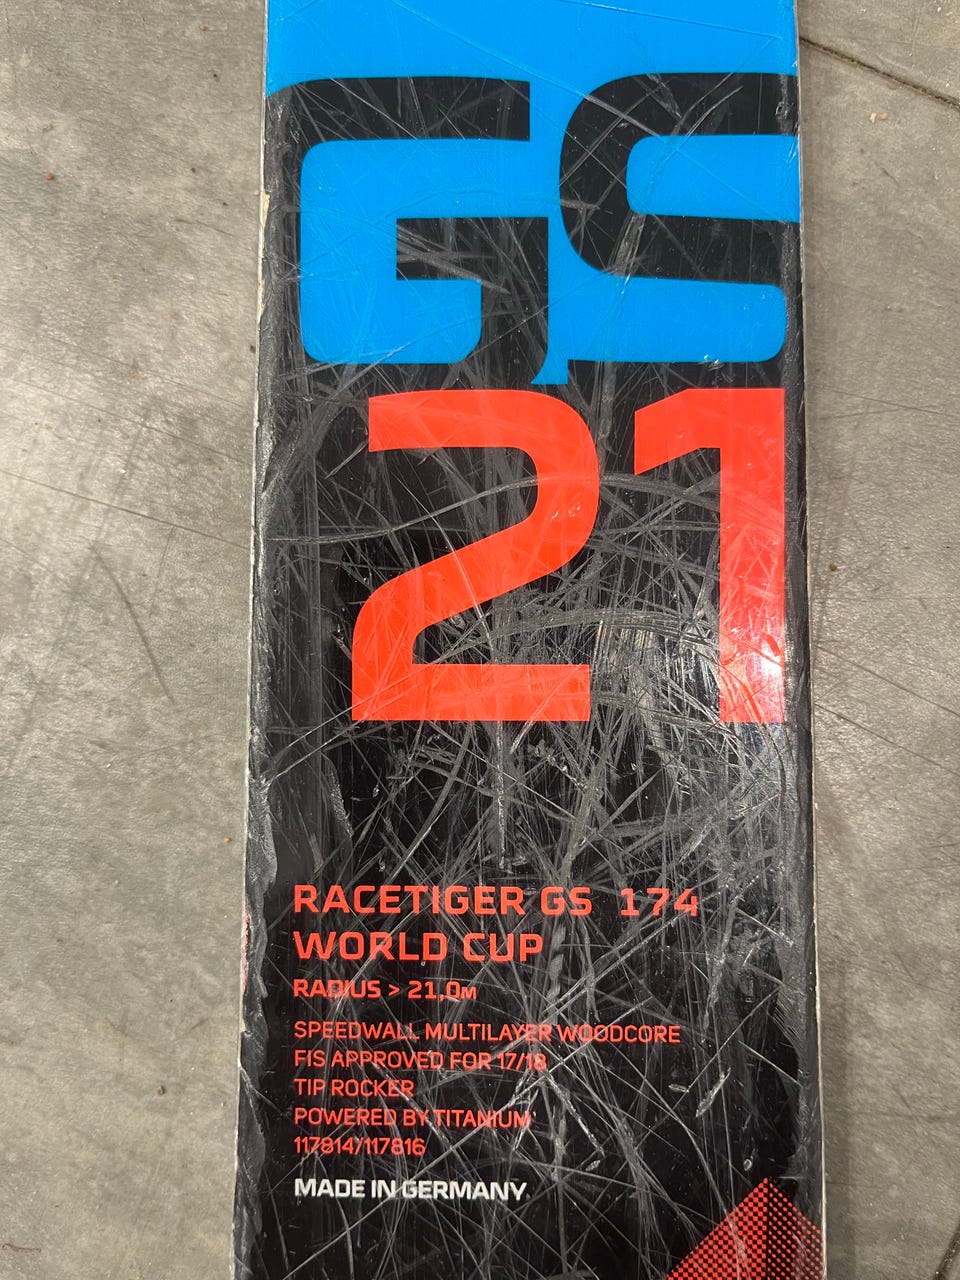 GS
21
RACETIGER GS 174
WORLD CUP
RADIUS > 21,0M
SPEEDWALL MULTILAYER WOODCORE
FIS APPROVED FOR 17/18
TIP ROCKER
POWERED BY TITANIUM
117814/117816
MADE IN GERMANY